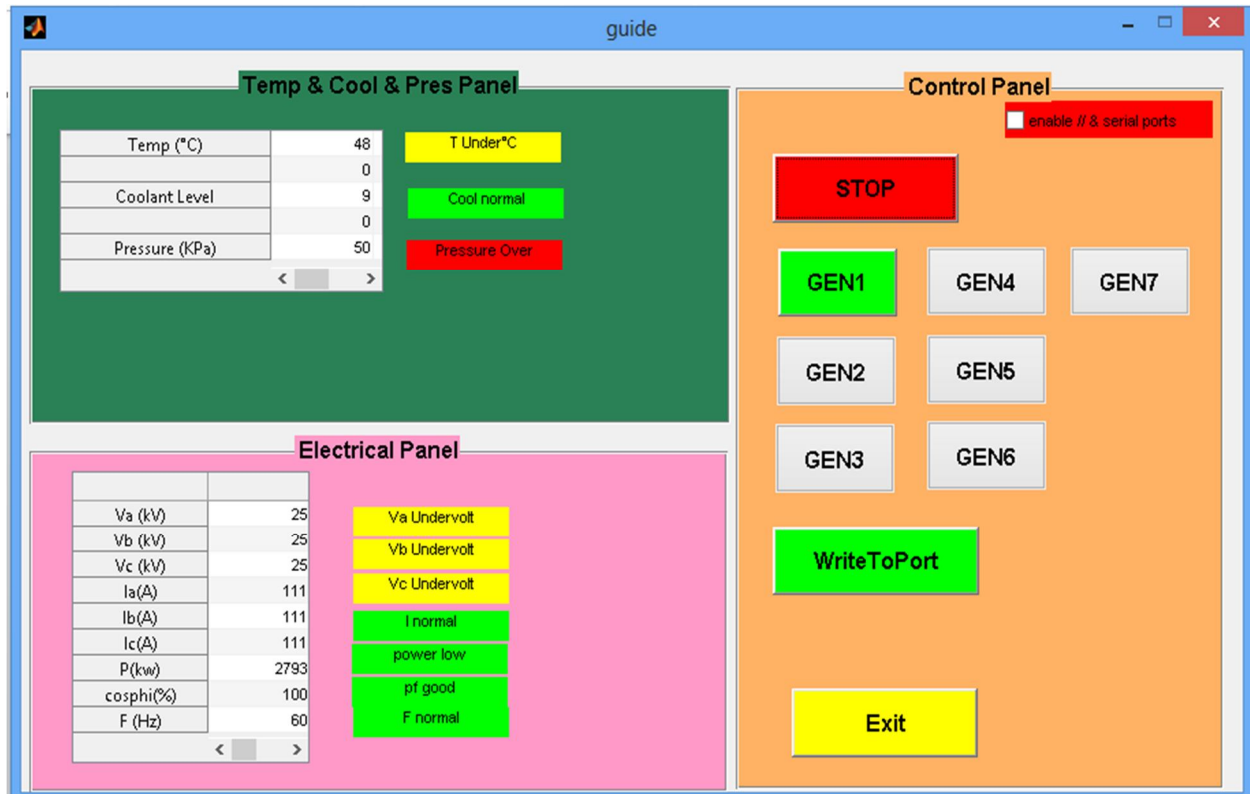 guide
Temp & Cool & Pres Panel
Temp (°C) 48 T Under°C
0
Coolant Level 9 Cool normal
0
Pressure (KPa) 50 Pressure Over
Electrical Panel
Va (kV) 25 Va Undervolt
Vb (kV) 25 Vb Undervolt
Vc (kV) 25 Vc Undervolt
Ia(A) 111
Ib(A) 111 I normal
Ic(A) 111
P(kw) 2793 power low
cosphi(%) 100 pf good
F (Hz) 60 F normal
Control Panel
enable // & serial ports
STOP
GEN1 GEN4 GEN7
GEN2 GEN5
GEN3 GEN6
WriteToPort
Exit